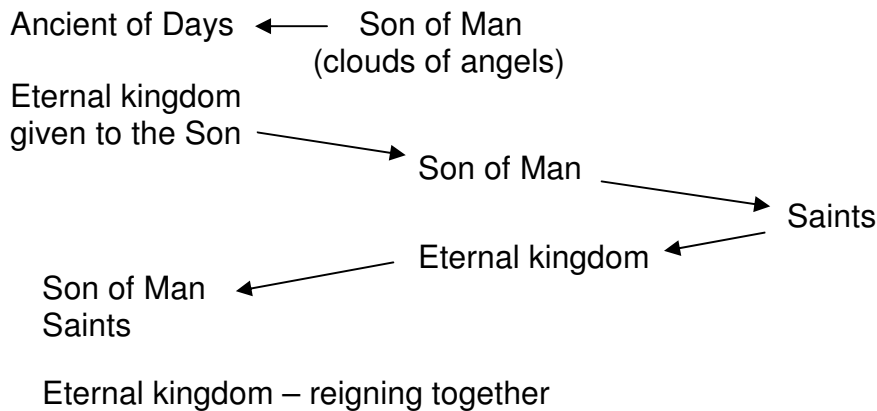 Ancient of Days Son of Man
(clouds of angels)
Eternal kingdom
given to the Son
Son of Man
Saints
Eternal kingdom
Son of Man
Saints
Eternal kingdom – reigning together